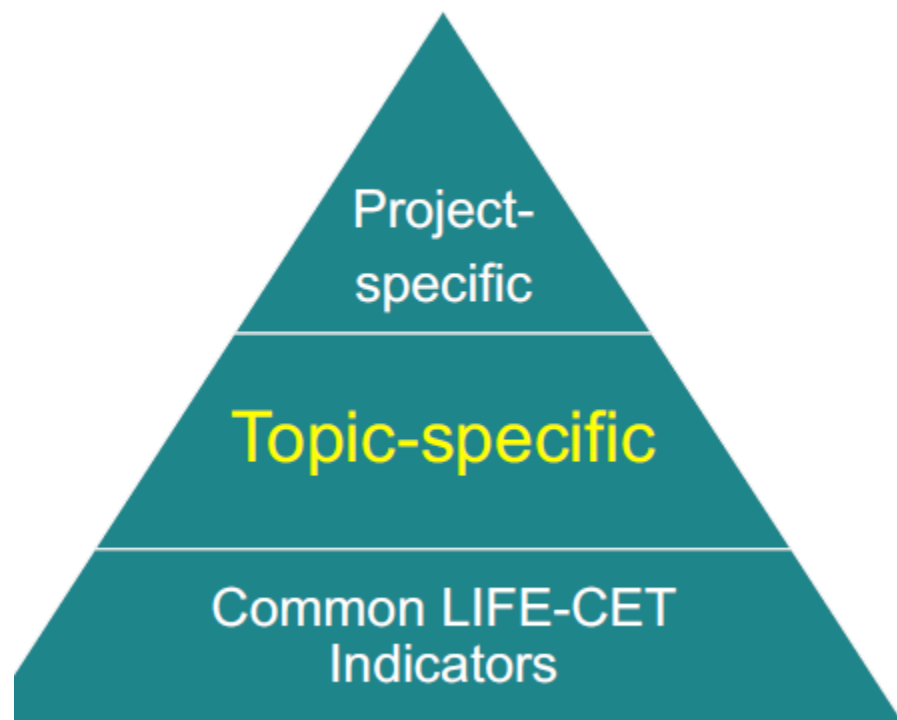 Project-
specific
Topic-specific
Common LIFE-CET
Indicators